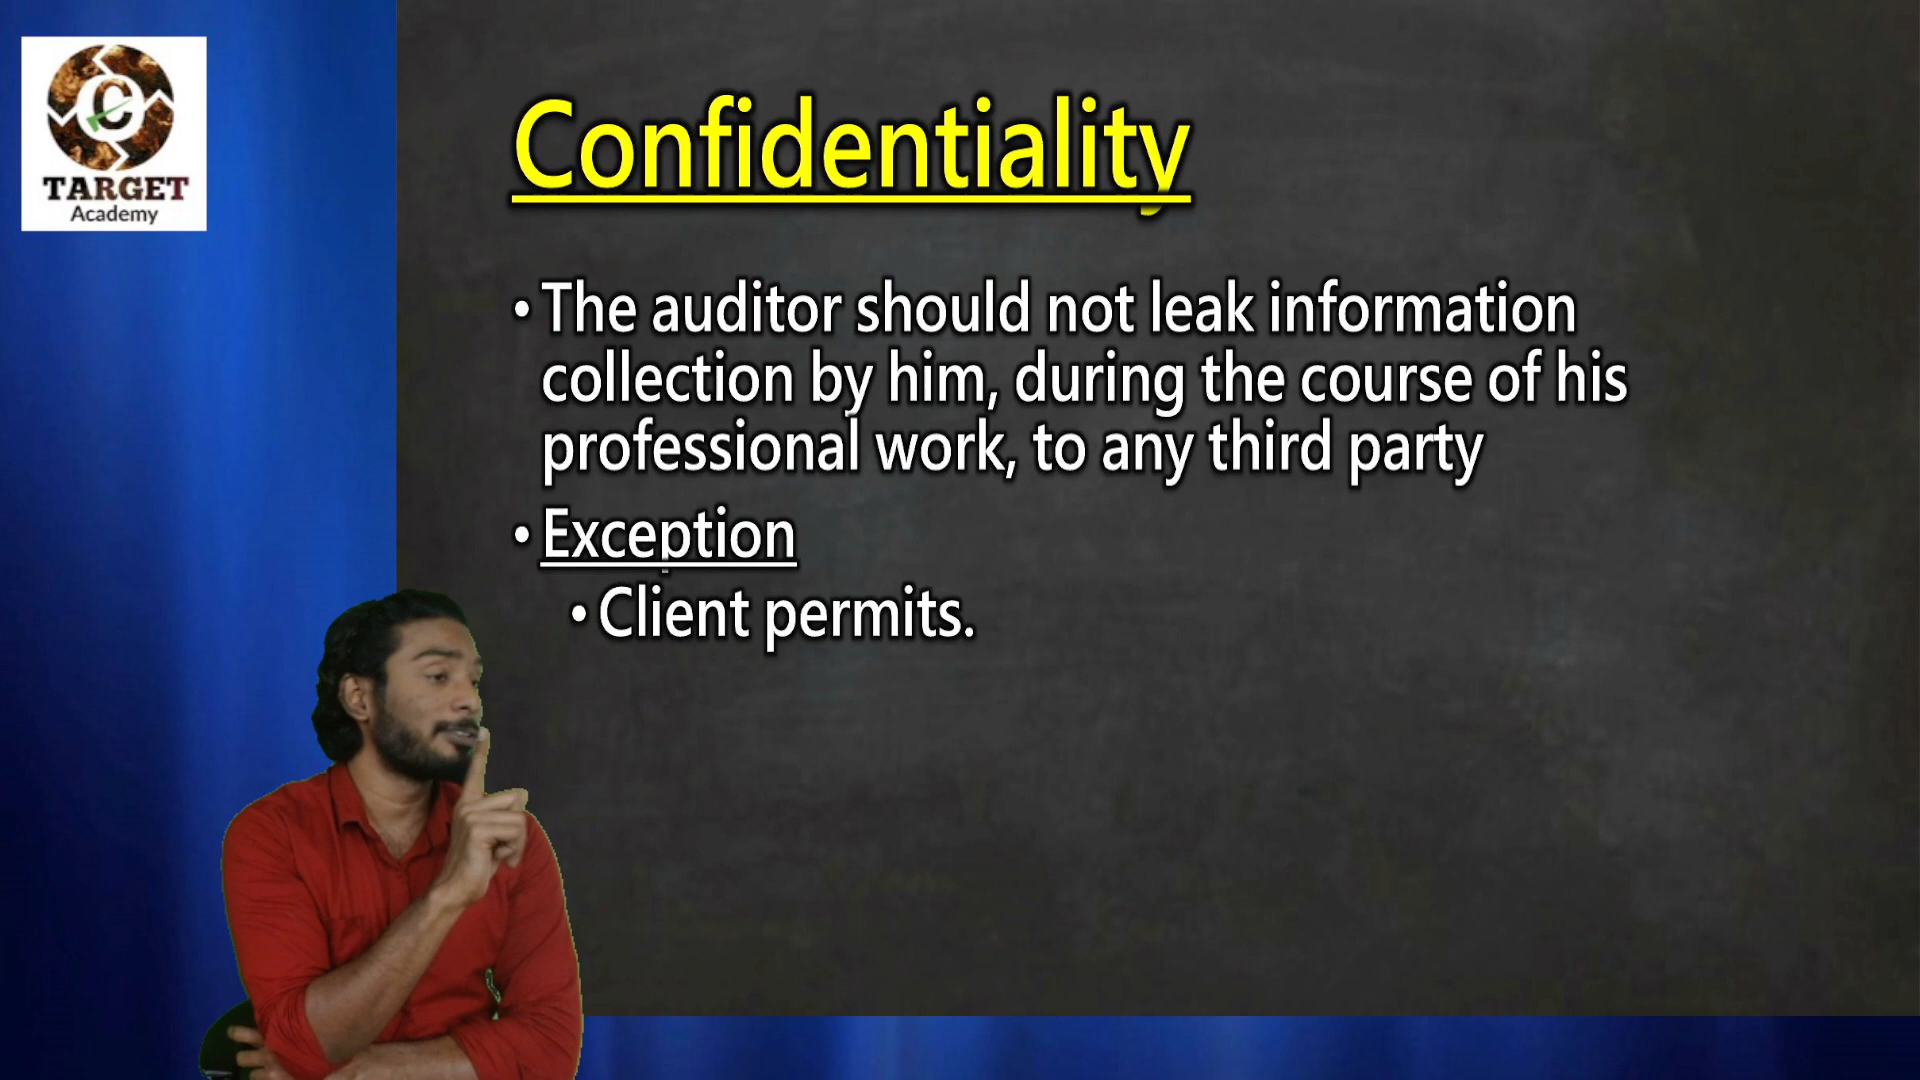 TARGET
Academy
Confidentiality
• The auditor should not leak information
collection by him, during the course of his
professional work, to any third party
• Exception
• Client permits.